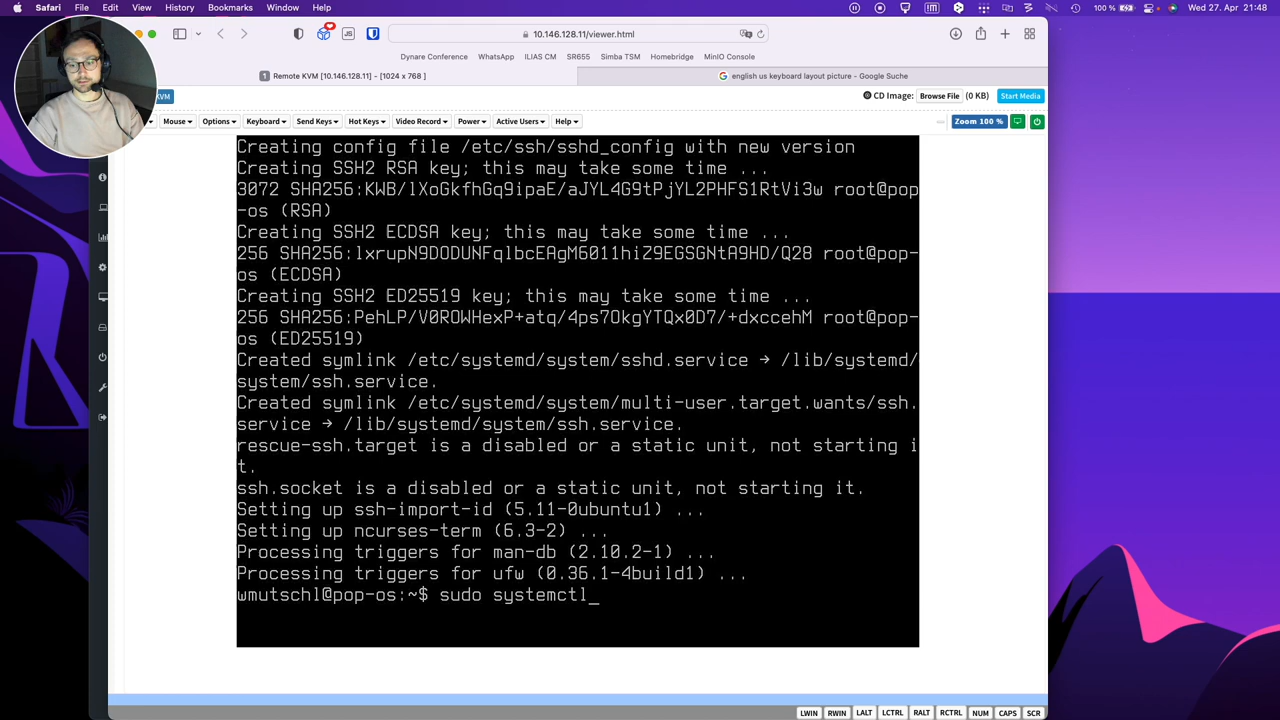 System Edit View History Bookmarks Develop Window Help
100 % Wed 27. Apr 21:48
10.146.128.11/viewer.html
Dynare Conference WhatsApp ILIAS CM SR655 Simba TSM Homebridge MinIO Console
1 Remote KVM [10.146.128.11] - [1024 x 768 ] english us keyboard layout picture - Google Suche
KVM CD Image: Browse File (0 KB) Start Media
Mouse Options Keyboard Send Keys Hot Keys Video Record Power Active Users Help Zoom 100 %
Creating config file /etc/ssh/sshd_config with new version
Creating SSH2 RSA key; this may take some time ...
3072 SHA256:KWB/lXoGkfhGq9ipaE/aJYL4G9tPjYL2PHFS1RtVi3w root@pop
-os (RSA)
Creating SSH2 ECDSA key; this may take some time ...
256 SHA256:lxrupN9DODUNFqlbcEAgM6011hiZ9EGSGNtA9HD/Q28 root@pop-
os (ECDSA)
Creating SSH2 ED25519 key; this may take some time ...
256 SHA256:PehLP/V0ROWHexP+atq/4ps7OkgYTQx0D7/+dxccehM root@pop-
os (ED25519)
Created symlink /etc/systemd/system/sshd.service → /lib/systemd/
system/ssh.service.
Created symlink /etc/systemd/system/multi-user.target.wants/ssh.
service → /lib/systemd/system/ssh.service.
rescue-ssh.target is a disabled or a static unit, not starting i
t.
ssh.socket is a disabled or a static unit, not starting it.
Setting up ssh-import-id (5.11-0ubuntu1) ...
Setting up ncurses-term (6.3-2) ...
Processing triggers for man-db (2.10.2-1) ...
Processing triggers for ufw (0.36.1-4build1) ...
wmutschl@pop-os:~$ sudo systemctl_
LWIN RWIN LALT LCTRL RALT RCTRL NUM CAPS SCR